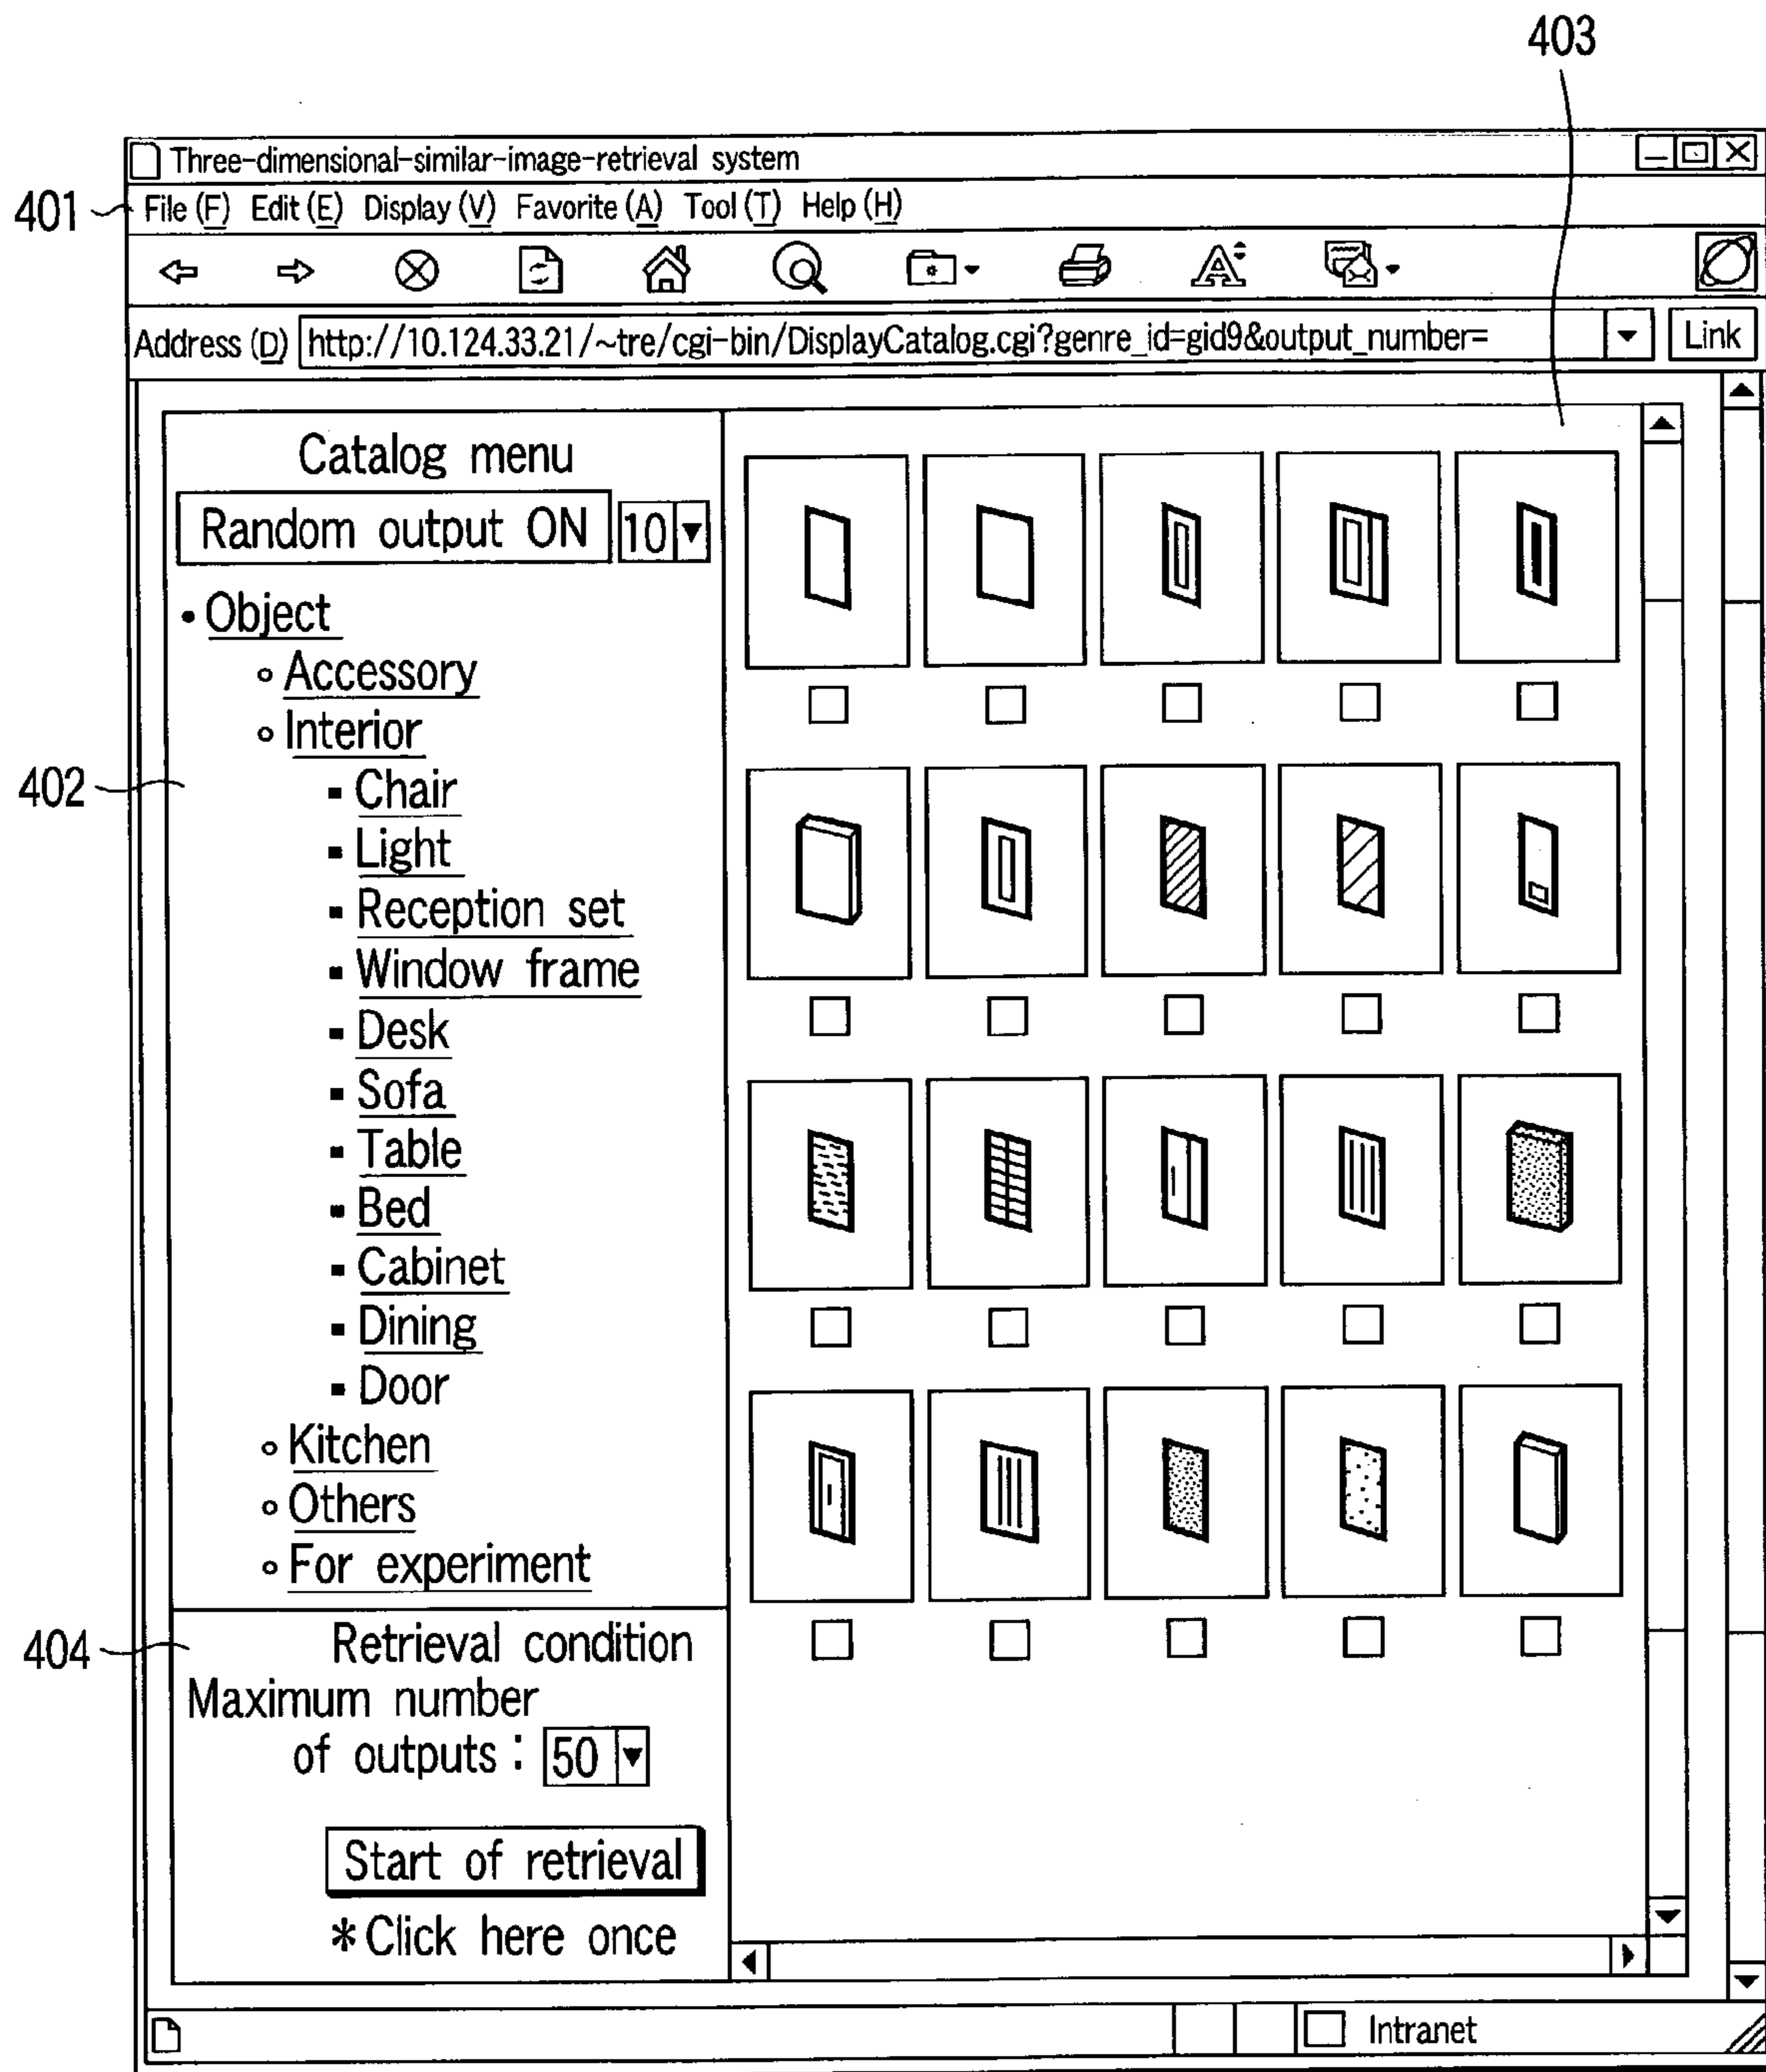 403
Three-dimensional-similar-image-retrieval system
401
File (F) Edit (E) Display (V) Favorite (A) Tool (T) Help (H)
Address (D) http://10.124.33.21/~tre/cgi-bin/DisplayCatalog.cgi?genre_id=gid9&output_number= Link
Catalog menu
Random output ON 10
• Object
○ Accessory
○ Interior
402
▪ Chair
▪ Light
▪ Reception set
▪ Window frame
▪ Desk
▪ Sofa
▪ Table
▪ Bed
▪ Cabinet
▪ Dining
▪ Door
○ Kitchen
○ Others
○ For experiment
404
Retrieval condition
Maximum number
of outputs : 50
Start of retrieval
*Click here once
Intranet